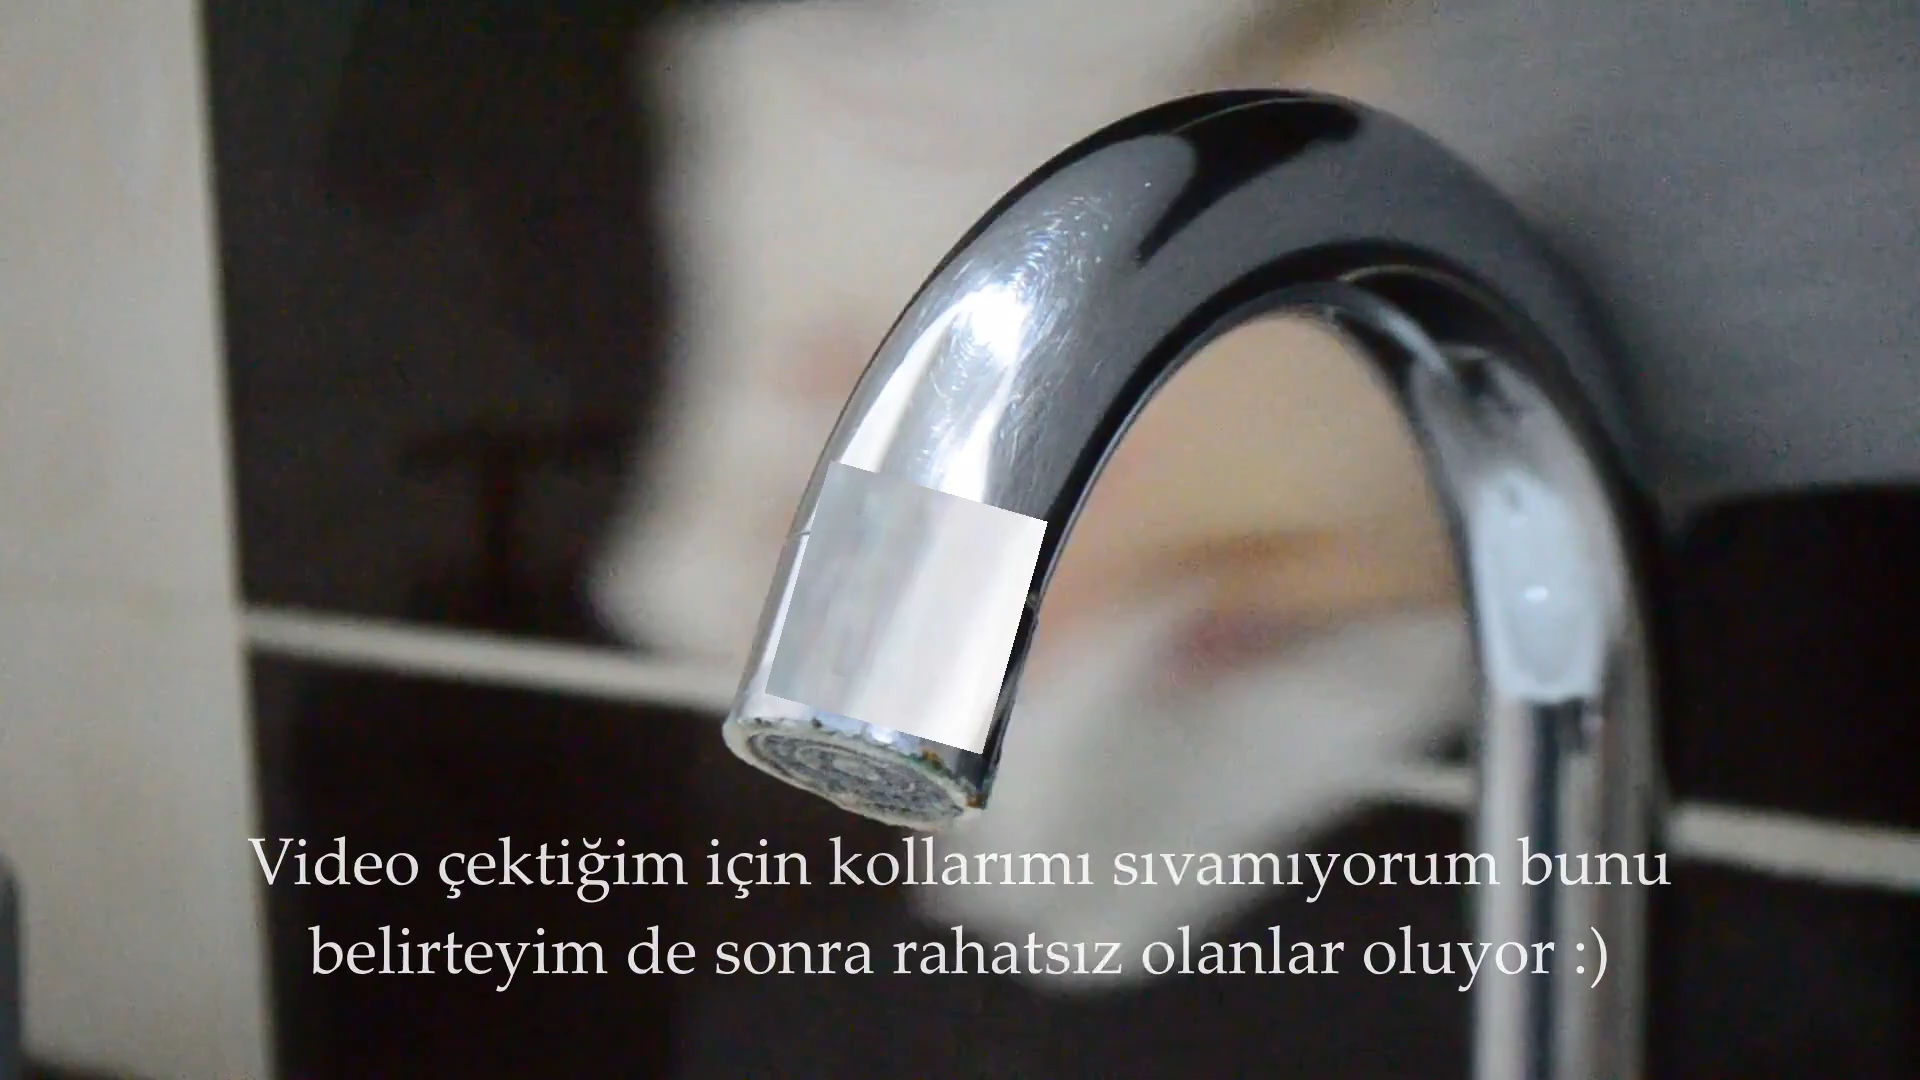 Video çektiğim için kollarımı sıvamıyorum bunu
belirteyim de sonra rahatsız olanlar oluyor :)